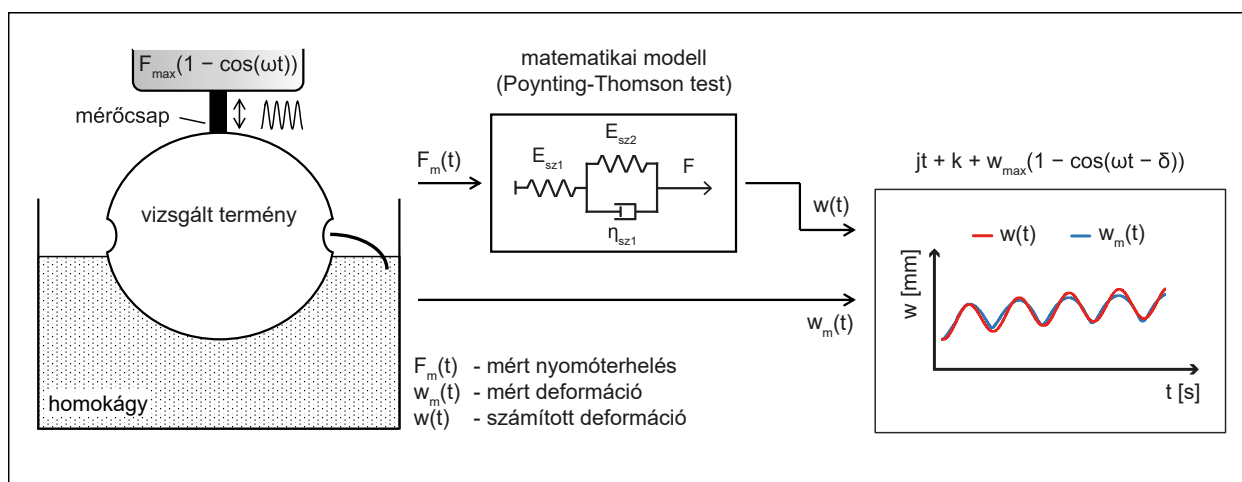 F_max(1 − cos(ωt))
mérőcsap
vizsgált termény
homokágy
F_m(t)
matematikai modell
(Poynting-Thomson test)
E_sz1
E_sz2
F
η_sz1
w(t)
w_m(t)
F_m(t) - mért nyomóterhelés
w_m(t) - mért deformáció
w(t) - számított deformáció
jt + k + w_max(1 − cos(ωt − δ))
w(t) w_m(t)
w [mm]
t [s]